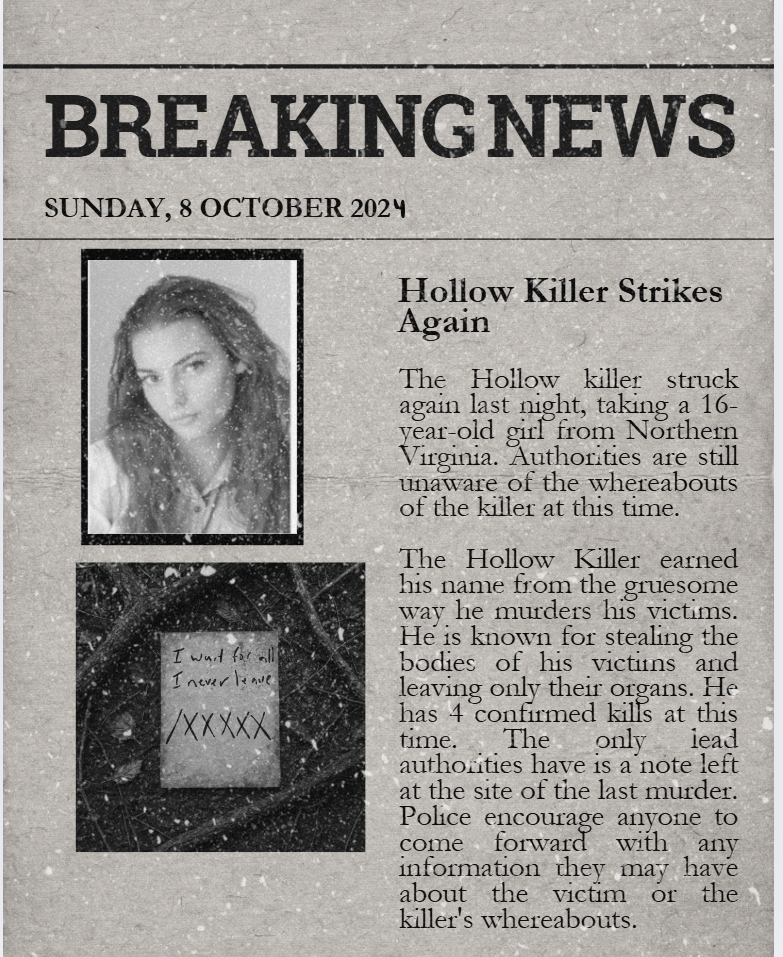 BREAKING NEWS
SUNDAY, 8 OCTOBER 2024
Hollow Killer Strikes
Again
The Hollow killer struck
again last night, taking a 16-
year-old girl from Northern
Virginia. Authorities are still
unaware of the whereabouts
of the killer at this time.
The Hollow Killer earned
his name from the gruesome
way he murders his victims.
He is known for stealing the
bodies of his victims and
leaving only their organs. He
has 4 confirmed kills at this
time. The only lead
authorities have is a note left
at the site of the last murder.
Police encourage anyone to
come forward with any
information they may have
about the victim or the
killer's whereabouts.
I wait for all
I never leave
/XXXXX